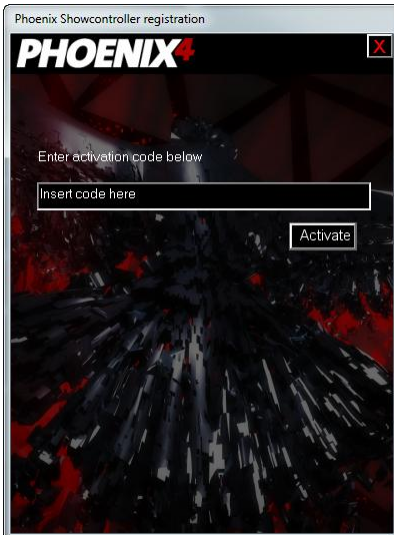 Phoenix Showcontroller registration
PHOENIX4
X
Enter activation code below
Insert code here
Activate